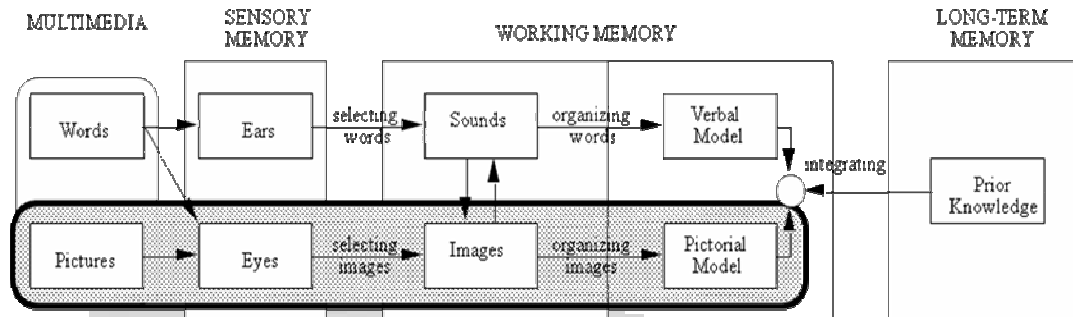 MULTIMEDIA
SENSORY
MEMORY
WORKING MEMORY
LONG-TERM
MEMORY
Words
Ears
selecting
words
Sounds
organizing
words
Verbal
Model
integrating
Prior
Knowledge
Pictures
Eyes
selecting
images
Images
organizing
images
Pictorial
Model